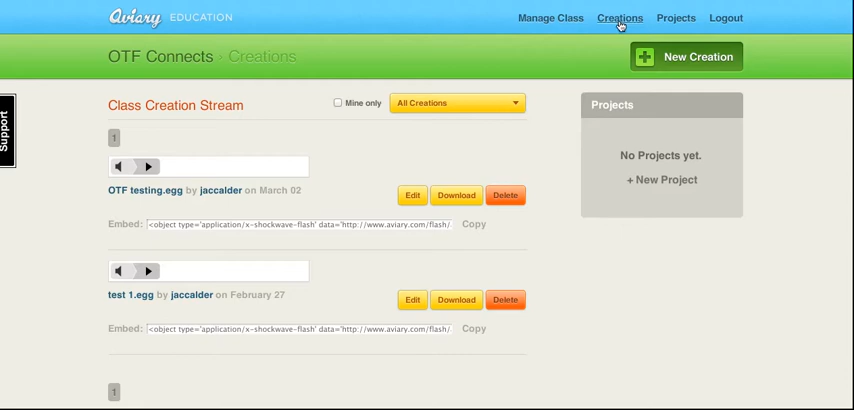 Aviary EDUCATION
Manage Class Creations Projects Logout
OTF Connects › Creations
New Creation
Support
Class Creation Stream
Mine only
All Creations
Projects
1
No Projects yet.
+ New Project
OTF testing.egg by jaccalder on March 02
Edit Download Delete
Embed: <object type='application/x-shockwave-flash' data='http://www.aviary.com/flash/. Copy
test 1.egg by jaccalder on February 27
Edit Download Delete
Embed: <object type='application/x-shockwave-flash' data='http://www.aviary.com/flash/. Copy
1